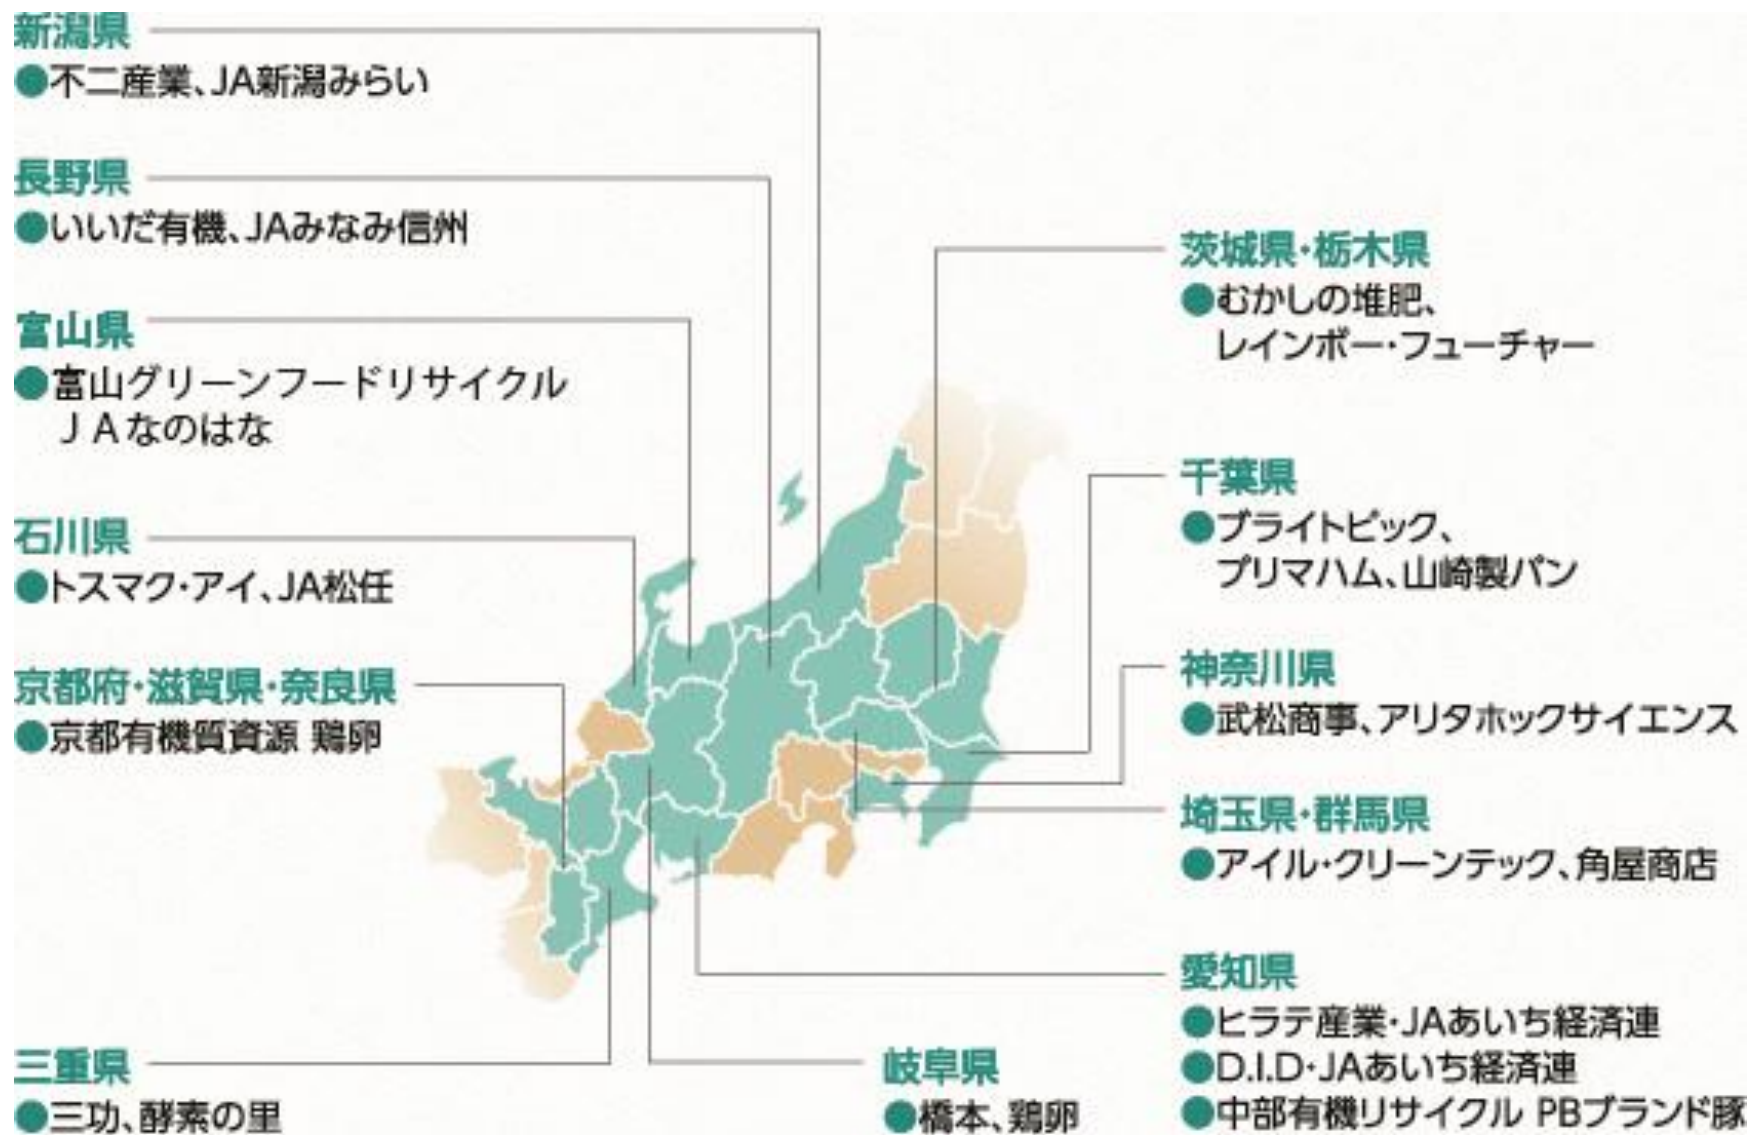 新潟県
●不二産業、JA新潟みらい
長野県
●いいだ有機、JAみなみ信州
富山県
●富山グリーンフードリサイクル
ＪＡなのはな
石川県
●トスマク・アイ、JA松任
京都府・滋賀県・奈良県
●京都有機質資源 鶏卵
三重県
●三功、酵素の里
岐阜県
●橋本、鶏卵
茨城県・栃木県
●むかしの堆肥、
レインボー・フューチャー
千葉県
●ブライトピック、
プリマハム、山崎製パン
神奈川県
●武松商事、アリタホックサイエンス
埼玉県・群馬県
●アイル・クリーンテック、角屋商店
愛知県
●ヒラテ産業・JAあいち経済連
●D.I.D・JAあいち経済連
●中部有機リサイクル PBブランド豚